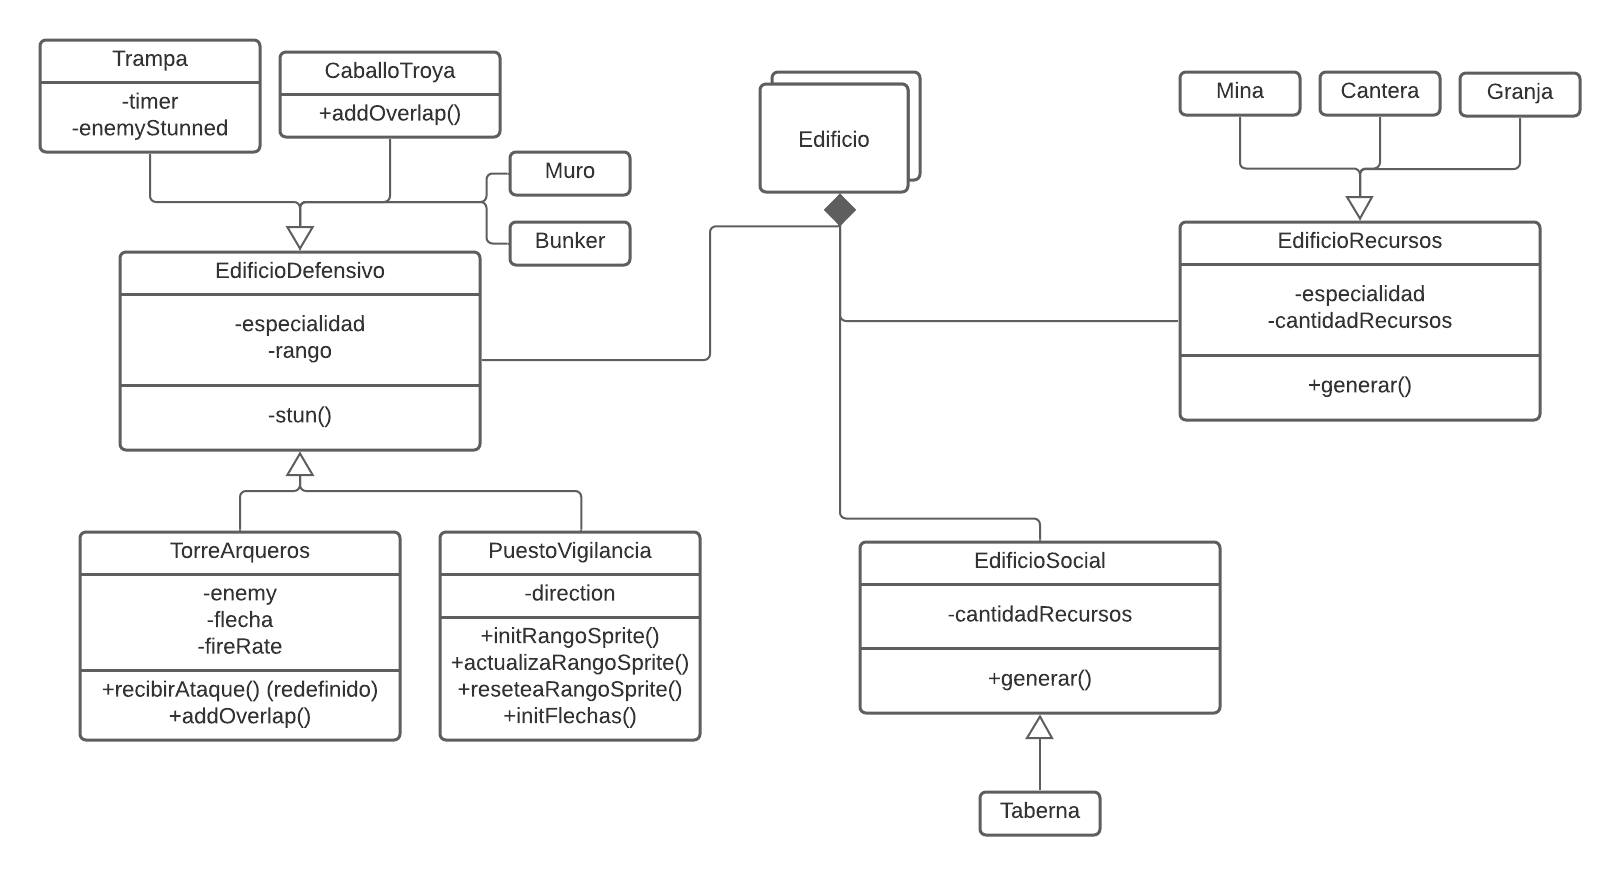 Trampa
-timer
-enemyStunned
CaballoTroya
+addOverlap()
Muro
Bunker
EdificioDefensivo
-especialidad
-rango
-stun()
TorreArqueros
-enemy
-flecha
-fireRate
+recibirAtaque() (redefinido)
+addOverlap()
PuestoVigilancia
-direction
+initRangoSprite()
+actualizaRangoSprite()
+reseteaRangoSprite()
+initFlechas()
Edificio
Mina
Cantera
Granja
EdificioRecursos
-especialidad
-cantidadRecursos
+generar()
EdificioSocial
-cantidadRecursos
+generar()
Taberna